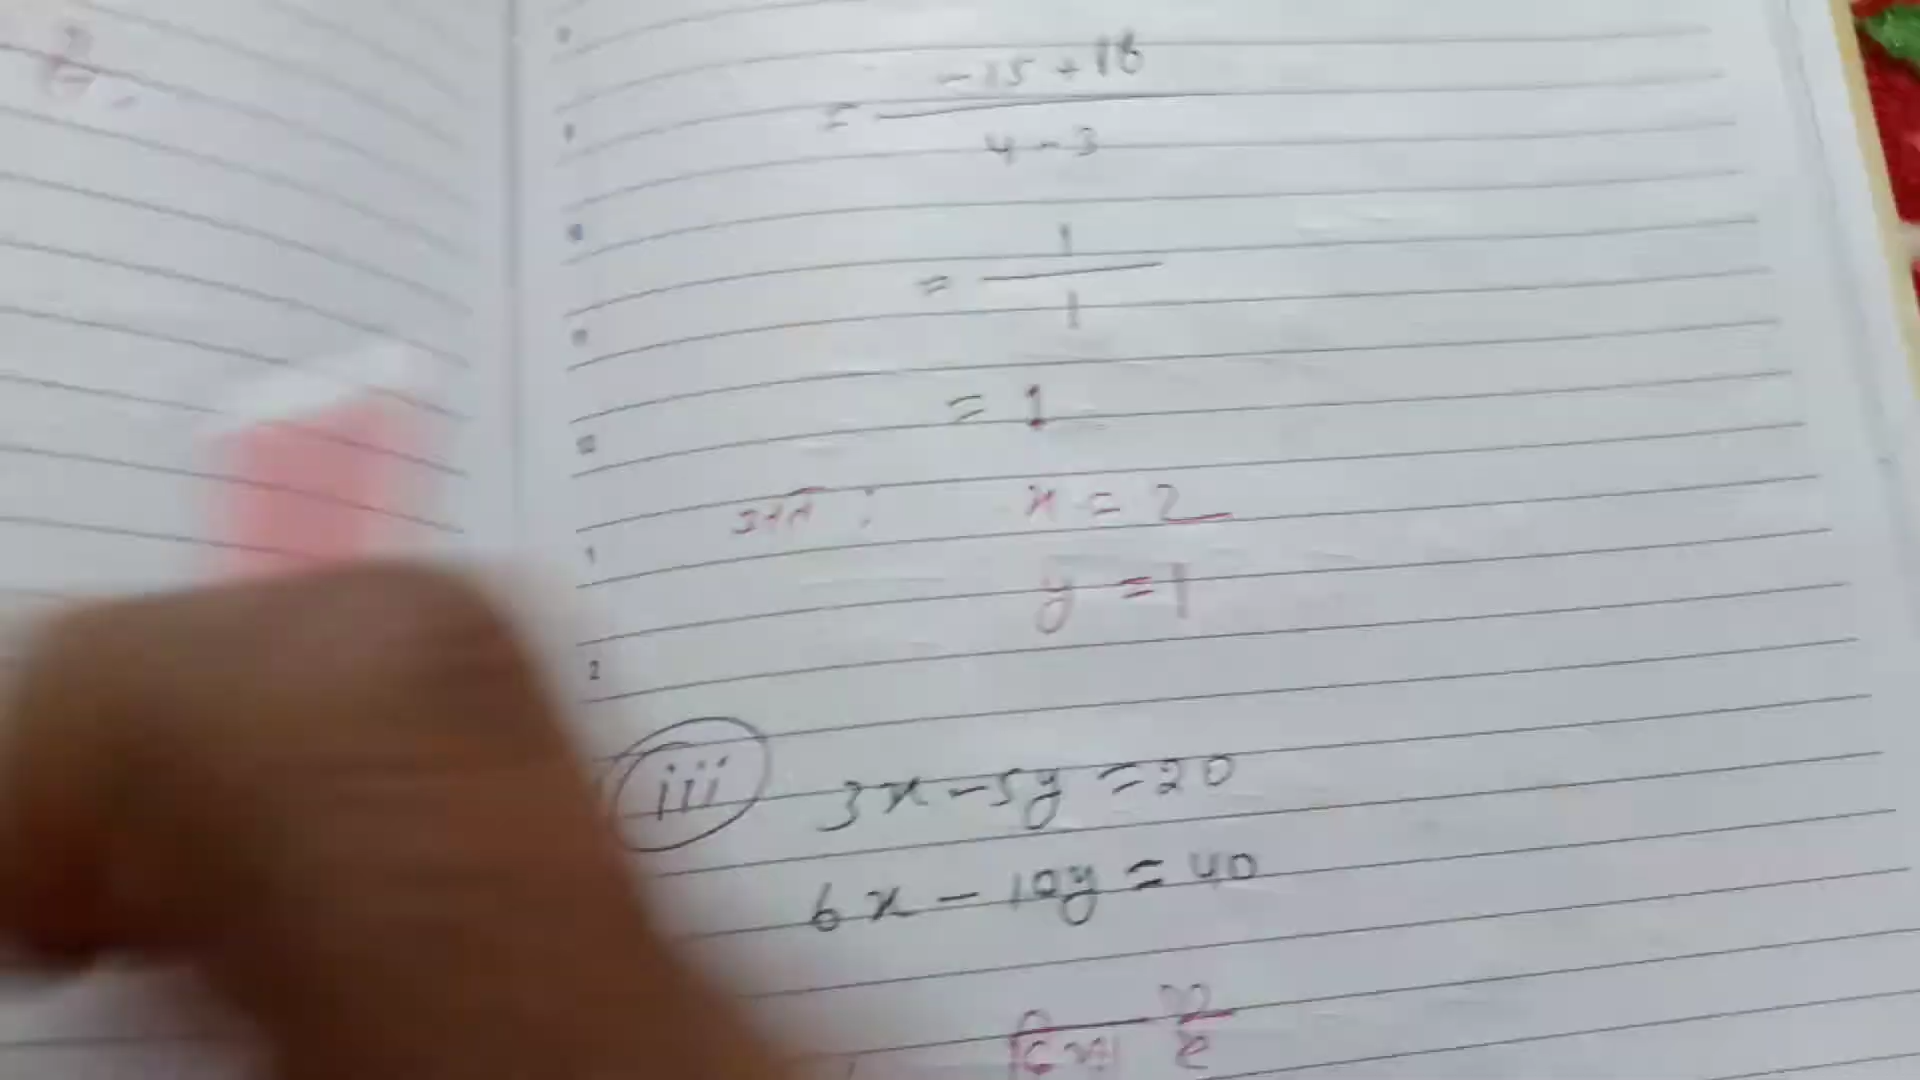 = -15+16
4-3
= 1
1
= 1
अतः x = 2
y = 1
iii 3x-5y=20
6x-10y=40